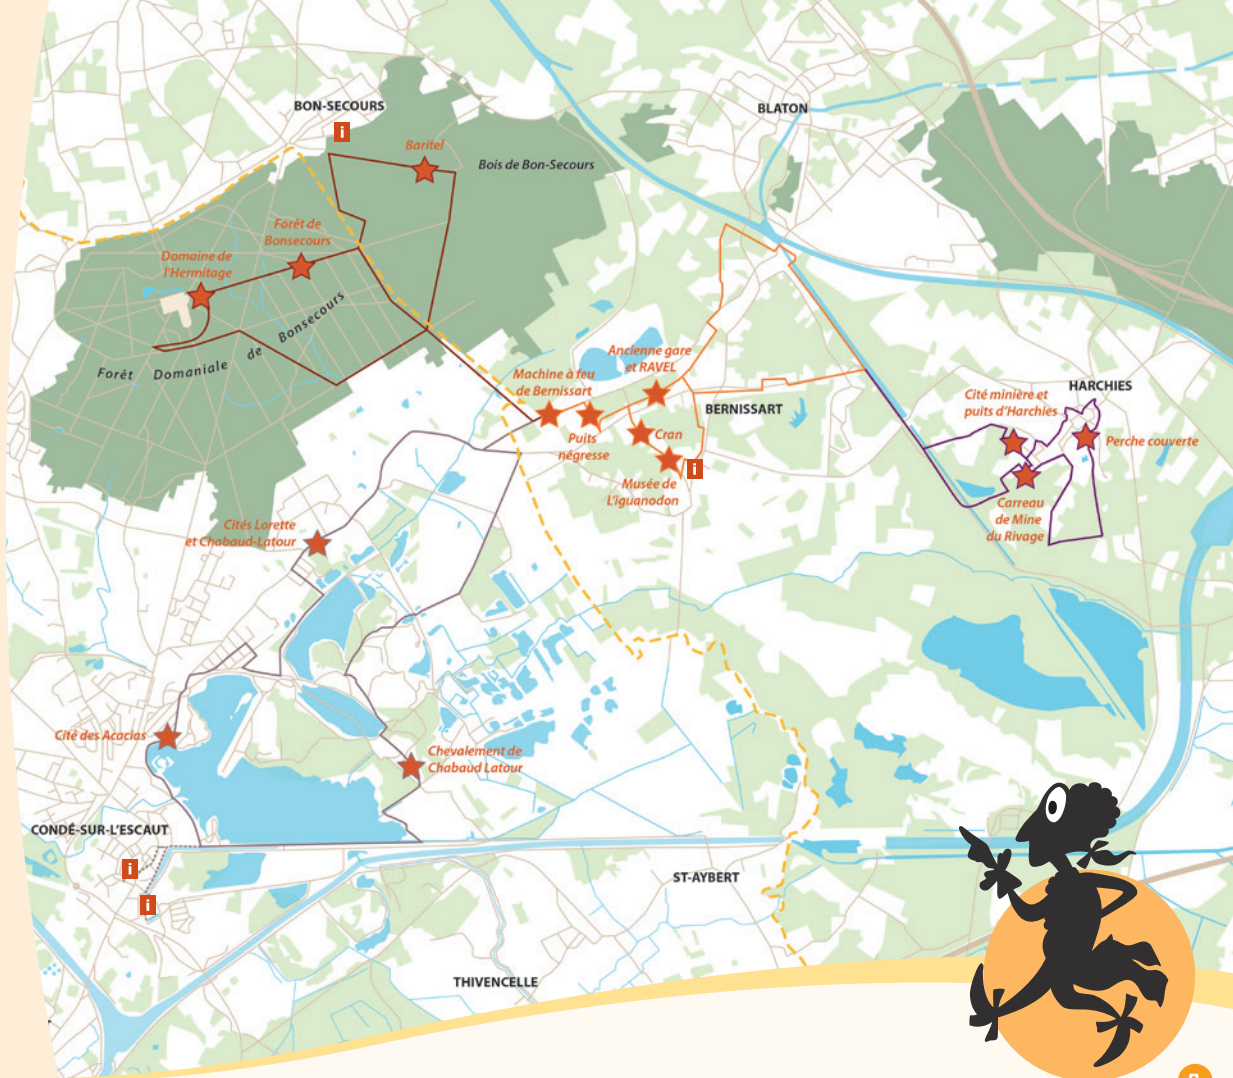 BON-SECOURS
i
BLATON
Baritel
Bois de Bon-Secours
Forêt de
Bonsecours
Domaine de
l'Hermitage
Forêt Domaniale de Bonsecours
Ancienne gare
et RAVEL
Machine à feu
de Bernissart
BERNISSART
Puits
négresse
Cran
i
Musée de
L'iguanodon
HARCHIES
Cité minière et
puits d'Harchies
Perche couverte
Carreau
de Mine
du Rivage
Cités Lorette
et Chabaud-Latour
Cité des Acacias
Chevalement de
Chabaud Latour
CONDÉ-SUR-L'ESCAUT
i
i
ST-AYBERT
THIVENCELLE